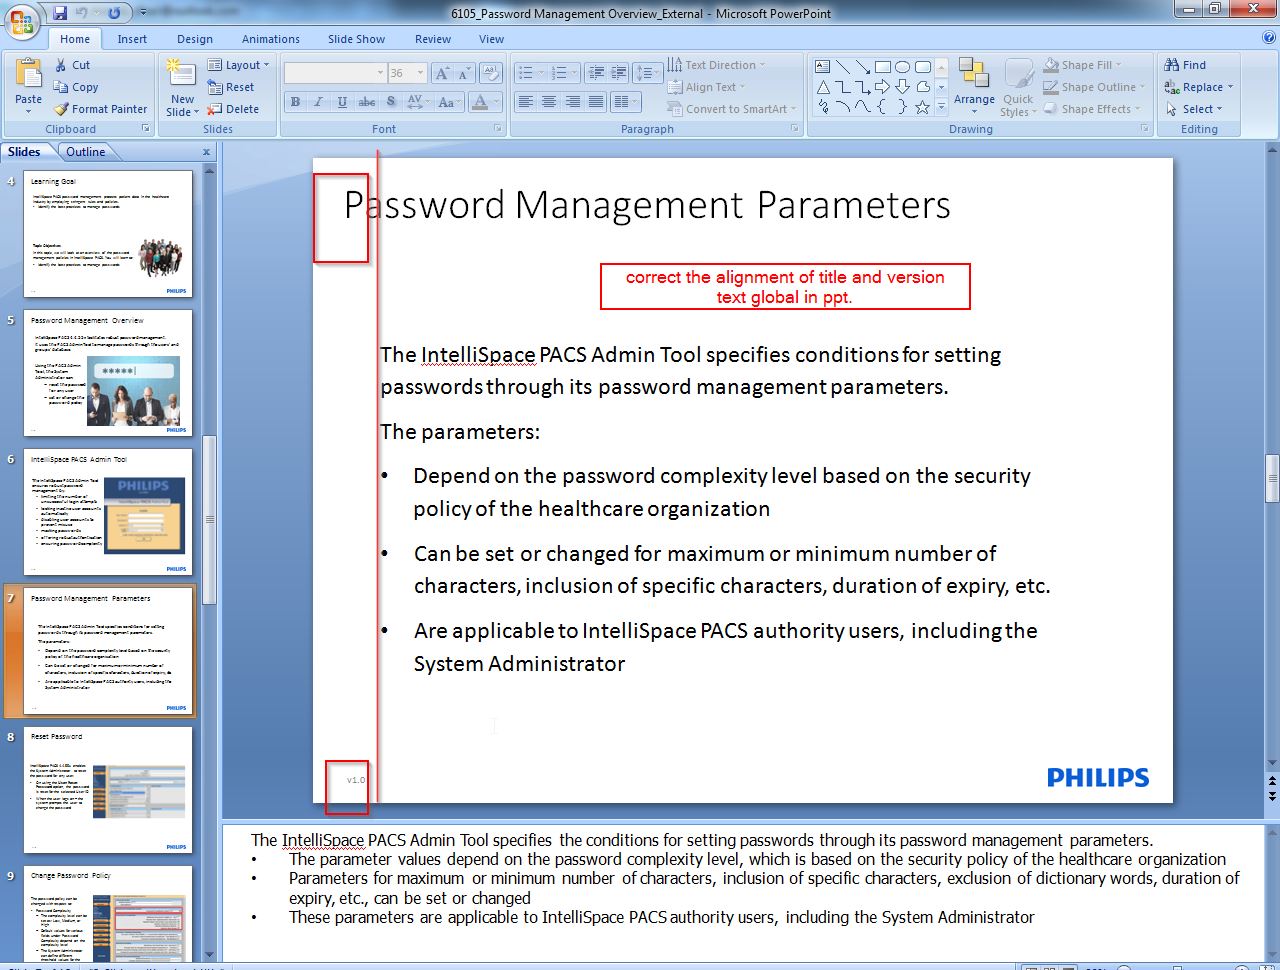 6105_Password Management Overview_External - Microsoft PowerPoint
Home Insert Design Animations Slide Show Review View
Cut
Copy
Format Painter
Paste
Clipboard
New Slide
Layout
Reset
Delete
Slides
36
Font
Text Direction
Align Text
Convert to SmartArt
Paragraph
Arrange
Quick Styles
Shape Fill
Shape Outline
Shape Effects
Drawing
Find
Replace
Select
Editing
Slides Outline
4
Learning Goal
PHILIPS
5
Password Management Overview
PHILIPS
6
IntelliSpace PACS Admin Tool
PHILIPS
PHILIPS
7
Password Management Parameters
PHILIPS
8
Reset Password
PHILIPS
9
Change Password Policy
Password Management Parameters
correct the alignment of title and version
text global in ppt.
The IntelliSpace PACS Admin Tool specifies conditions for setting
passwords through its password management parameters.
The parameters:
• Depend on the password complexity level based on the security
policy of the healthcare organization
• Can be set or changed for maximum or minimum number of
characters, inclusion of specific characters, duration of expiry, etc.
• Are applicable to IntelliSpace PACS authority users, including the
System Administrator
v1.0
PHILIPS
The IntelliSpace PACS Admin Tool specifies the conditions for setting passwords through its password management parameters.
• The parameter values depend on the password complexity level, which is based on the security policy of the healthcare organization
• Parameters for maximum or minimum number of characters, inclusion of specific characters, exclusion of dictionary words, duration of
expiry, etc., can be set or changed
• These parameters are applicable to IntelliSpace PACS authority users, including the System Administrator